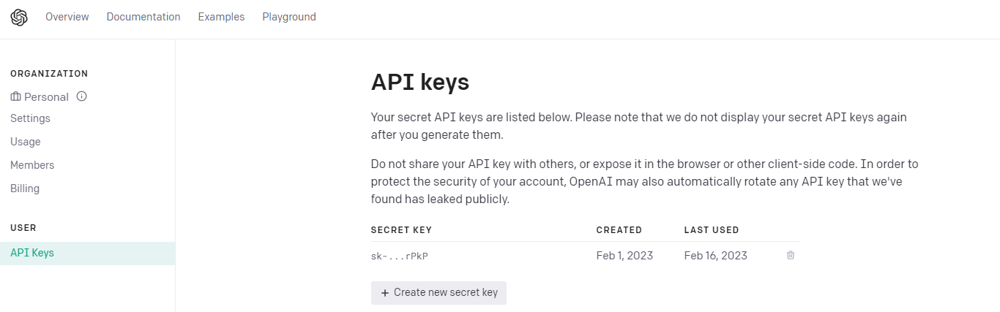 Overview Documentation Examples Playground
ORGANIZATION
Personal
Settings
Usage
Members
Billing
USER
API Keys
API keys
Your secret API keys are listed below. Please note that we do not display your secret API keys again
after you generate them.
Do not share your API key with others, or expose it in the browser or other client-side code. In order to
protect the security of your account, OpenAI may also automatically rotate any API key that we've
found has leaked publicly.
SECRET KEY CREATED LAST USED
sk-...rPkP Feb 1, 2023 Feb 16, 2023
+ Create new secret key